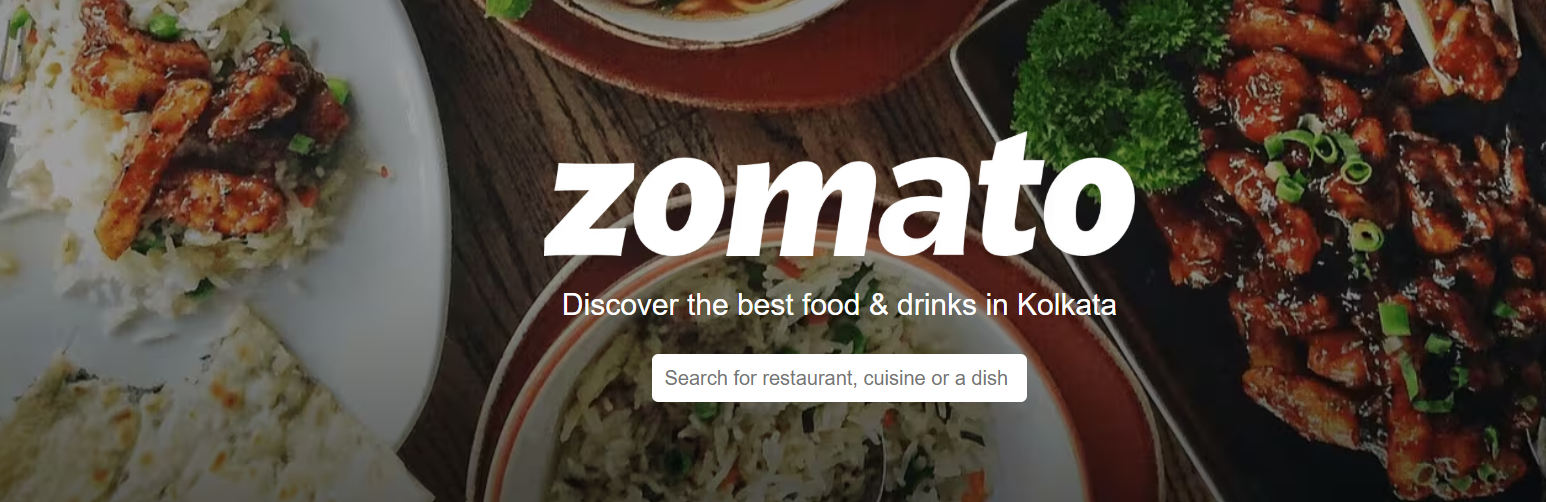 zomato
Discover the best food & drinks in Kolkata
Search for restaurant, cuisine or a dish